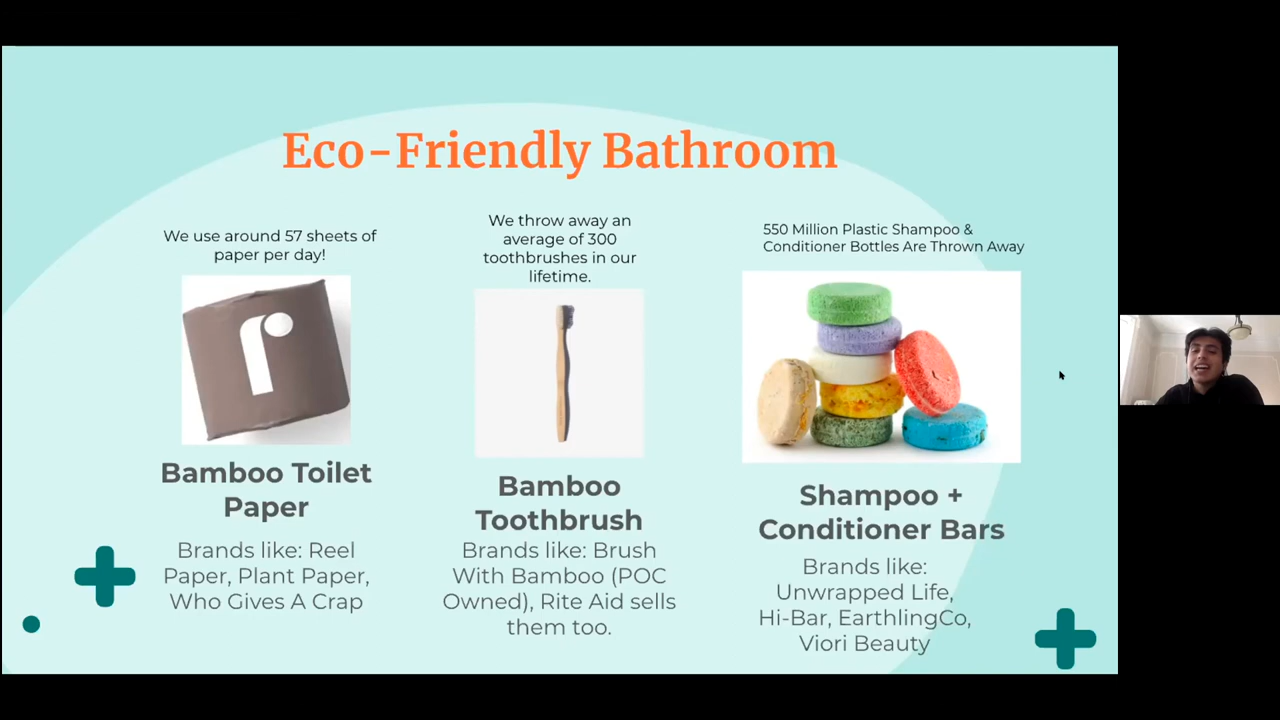 Eco-Friendly Bathroom
We use around 57 sheets of
paper per day!
r
Bamboo Toilet
Paper
Brands like: Reel
Paper, Plant Paper,
Who Gives A Crap
We throw away an
average of 300
toothbrushes in our
lifetime.
Bamboo
Toothbrush
Brands like: Brush
With Bamboo (POC
Owned), Rite Aid sells
them too.
550 Million Plastic Shampoo &
Conditioner Bottles Are Thrown Away
Shampoo +
Conditioner Bars
Brands like:
Unwrapped Life,
Hi-Bar, EarthlingCo,
Viori Beauty